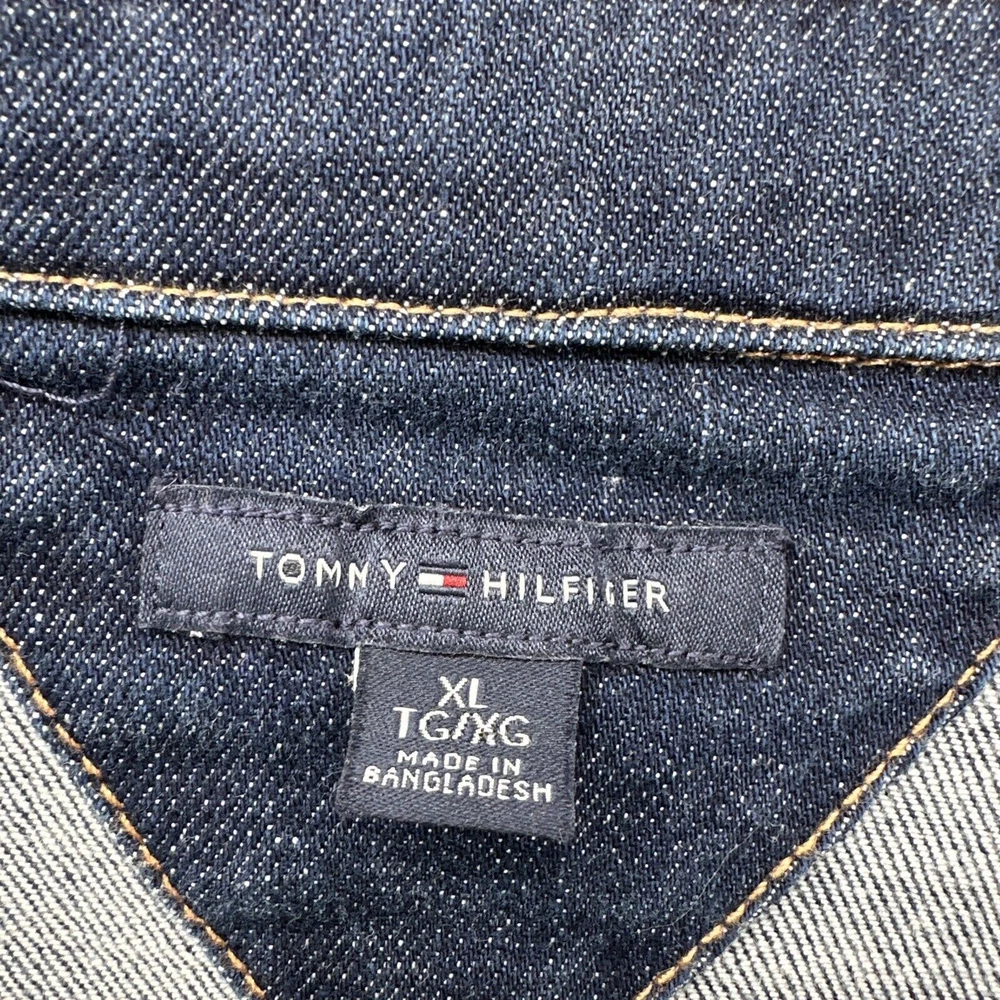 TOMMY HILFIGER
XL
TG/XG
MADE IN
BANGLADESH